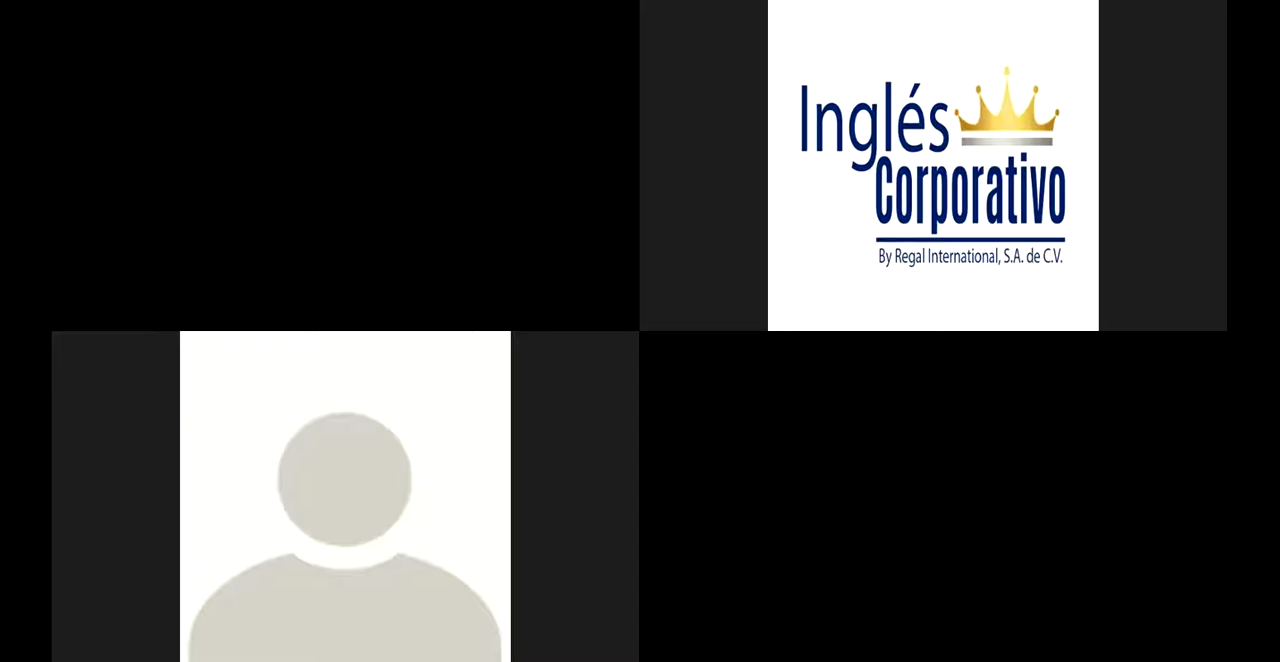 Inglés
Corporativo
By Regal International, S.A. de C.V.